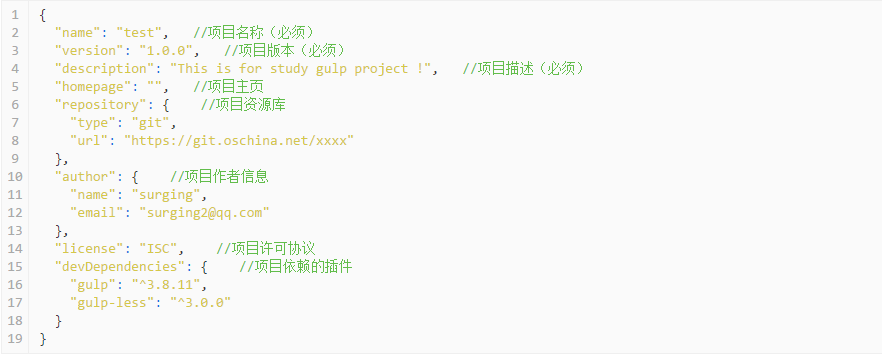 1 {
2   "name": "test",   //项目名称（必须）
3   "version": "1.0.0",   //项目版本（必须）
4   "description": "This is for study gulp project !",   //项目描述（必须）
5   "homepage": "",   //项目主页
6   "repository": {    //项目资源库
7     "type": "git",
8     "url": "https://git.oschina.net/xxxx"
9   },
10   "author": {    //项目作者信息
11     "name": "surging",
12     "email": "surging2@qq.com"
13   },
14   "license": "ISC",    //项目许可协议
15   "devDependencies": {    //项目依赖的插件
16     "gulp": "^3.8.11",
17     "gulp-less": "^3.0.0"
18   }
19 }